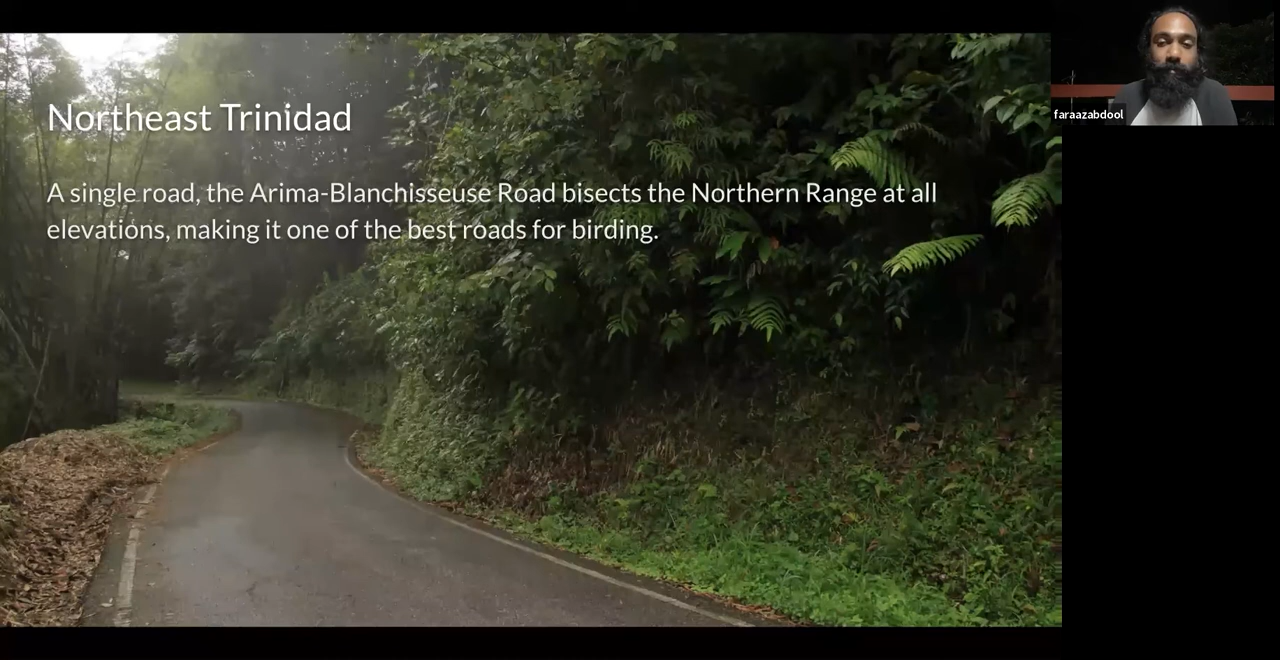 Northeast Trinidad
A single road, the Arima-Blanchisseuse Road bisects the Northern Range at all
elevations, making it one of the best roads for birding.
faraazabdool